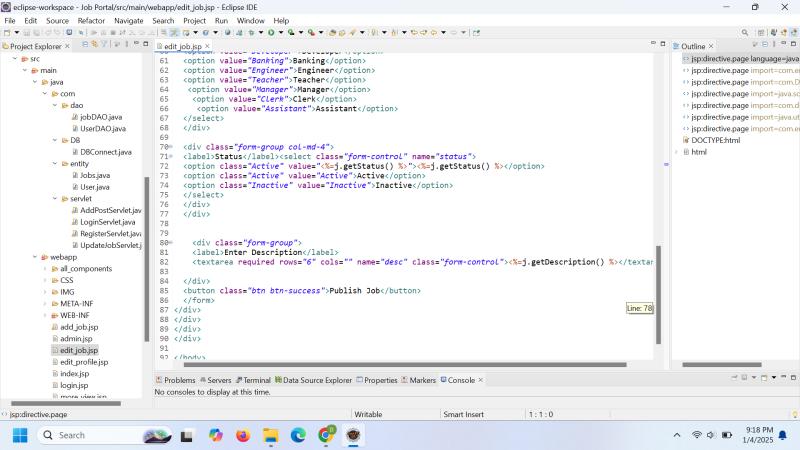 eclipse-workspace - Job Portal/src/main/webapp/edit_job.jsp - Eclipse IDE
File Edit Source Refactor Navigate Search Project Run Window Help
Project Explorer
src
main
java
com
dao
jobDAO.java
UserDAO.java
DB
DBConnect.java
entity
Jobs.java
User.java
servlet
AddPostServlet.java
LoginServlet.java
RegisterServlet.java
UpdateJobServlet.j
webapp
all_components
CSS
IMG
META-INF
WEB-INF
add_job.jsp
admin.jsp
edit_job.jsp
edit_profile.jsp
index.jsp
login.jsp
more_view.jsp
edit_job.jsp
60 <option value="Developer">Developer</option>
61 <option value="Banking">Banking</option>
62 <option value="Engineer">Engineer</option>
63 <option value="Teacher">Teacher</option>
64 <option value="Manager">Manager</option>
65 <option value="Clerk">Clerk</option>
66 <option value="Assistant">Assistant</option>
67 </select>
68 </div>
69
70 <div class="form-group col-md-4">
71 <label>Status</label><select class="form-control" name="status">
72 <option class="Active" value="<%=j.getStatus() %>"><%=j.getStatus() %></option>
73 <option class="Active" value="Active">Active</option>
74 <option class="Inactive" value="Inactive">Inactive</option>
75 </select>
76 </div>
77 </div>
78
79
80 <div class="form-group">
81 <label>Enter Description</label>
82 <textarea required rows="6" cols="" name="desc" class="form-control"><%=j.getDescription() %></textar
83
84 </div>
85 <button class="btn btn-success">Publish Job</button>
86 </form>
87 </div>
88 </div>
89 </div>
90 </div>
91
92 </body>
Line: 78
Outline
jsp:directive.page language=java
jsp:directive.page import=com.en
jsp:directive.page import=com.D
jsp:directive.page import=java.sq
jsp:directive.page import=com.da
jsp:directive.page import=java.ut
jsp:directive.page import=com.en
DOCTYPE:html
html
Problems Servers Terminal Data Source Explorer Properties Markers Console
No consoles to display at this time.
jsp:directive.page Writable Smart Insert 1 : 1 : 0
Search
9:18 PM
1/4/2025